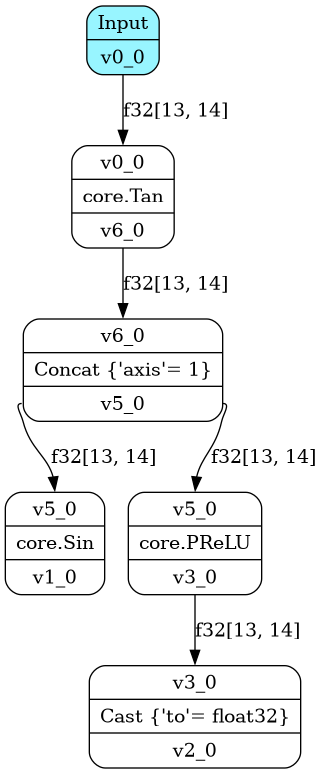 Input
v0_0
f32[13, 14]
v0_0
core.Tan
v6_0
f32[13, 14]
v6_0
Concat {'axis'= 1}
v5_0
f32[13, 14]
f32[13, 14]
v5_0
core.Sin
v1_0
v5_0
core.PReLU
v3_0
f32[13, 14]
v3_0
Cast {'to'= float32}
v2_0